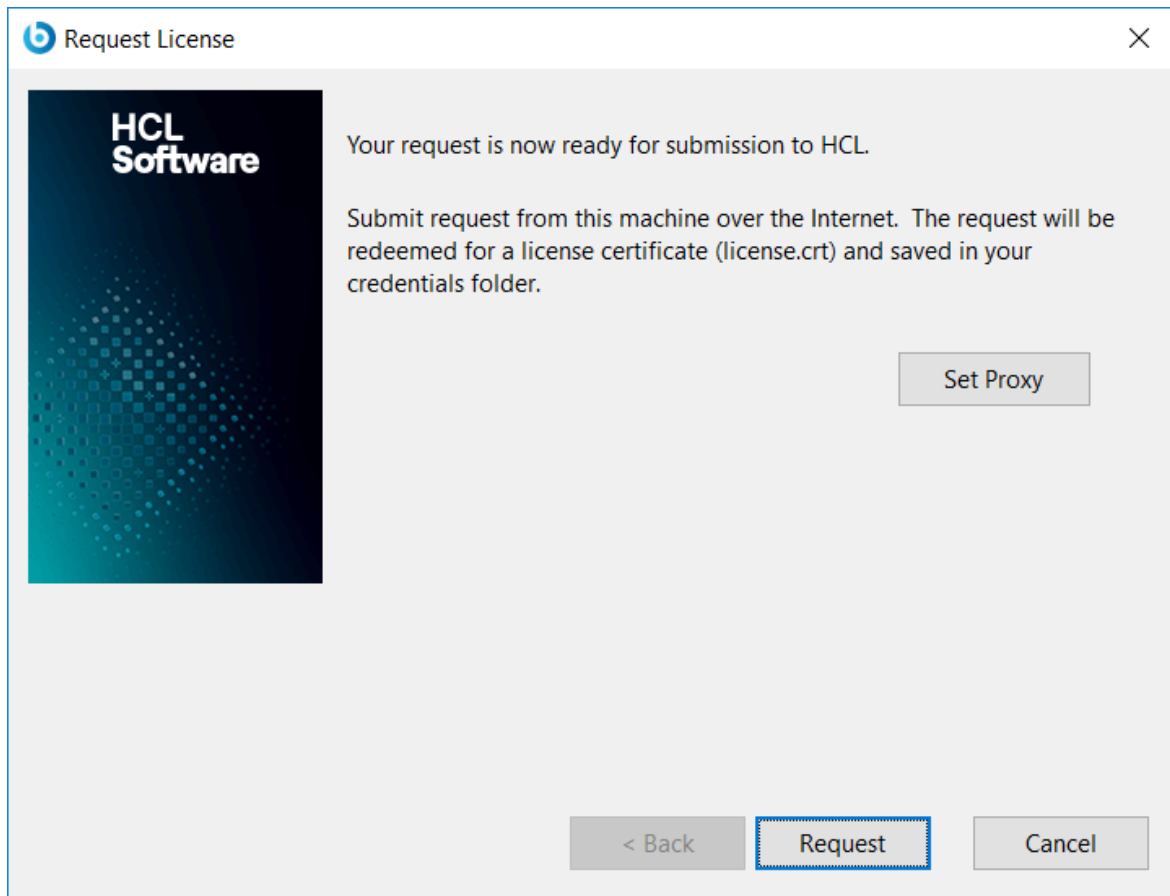 Request License
HCL
Software
Your request is now ready for submission to HCL.
Submit request from this machine over the Internet.  The request will be
redeemed for a license certificate (license.crt) and saved in your
credentials folder.
Set Proxy
< Back
Request
Cancel